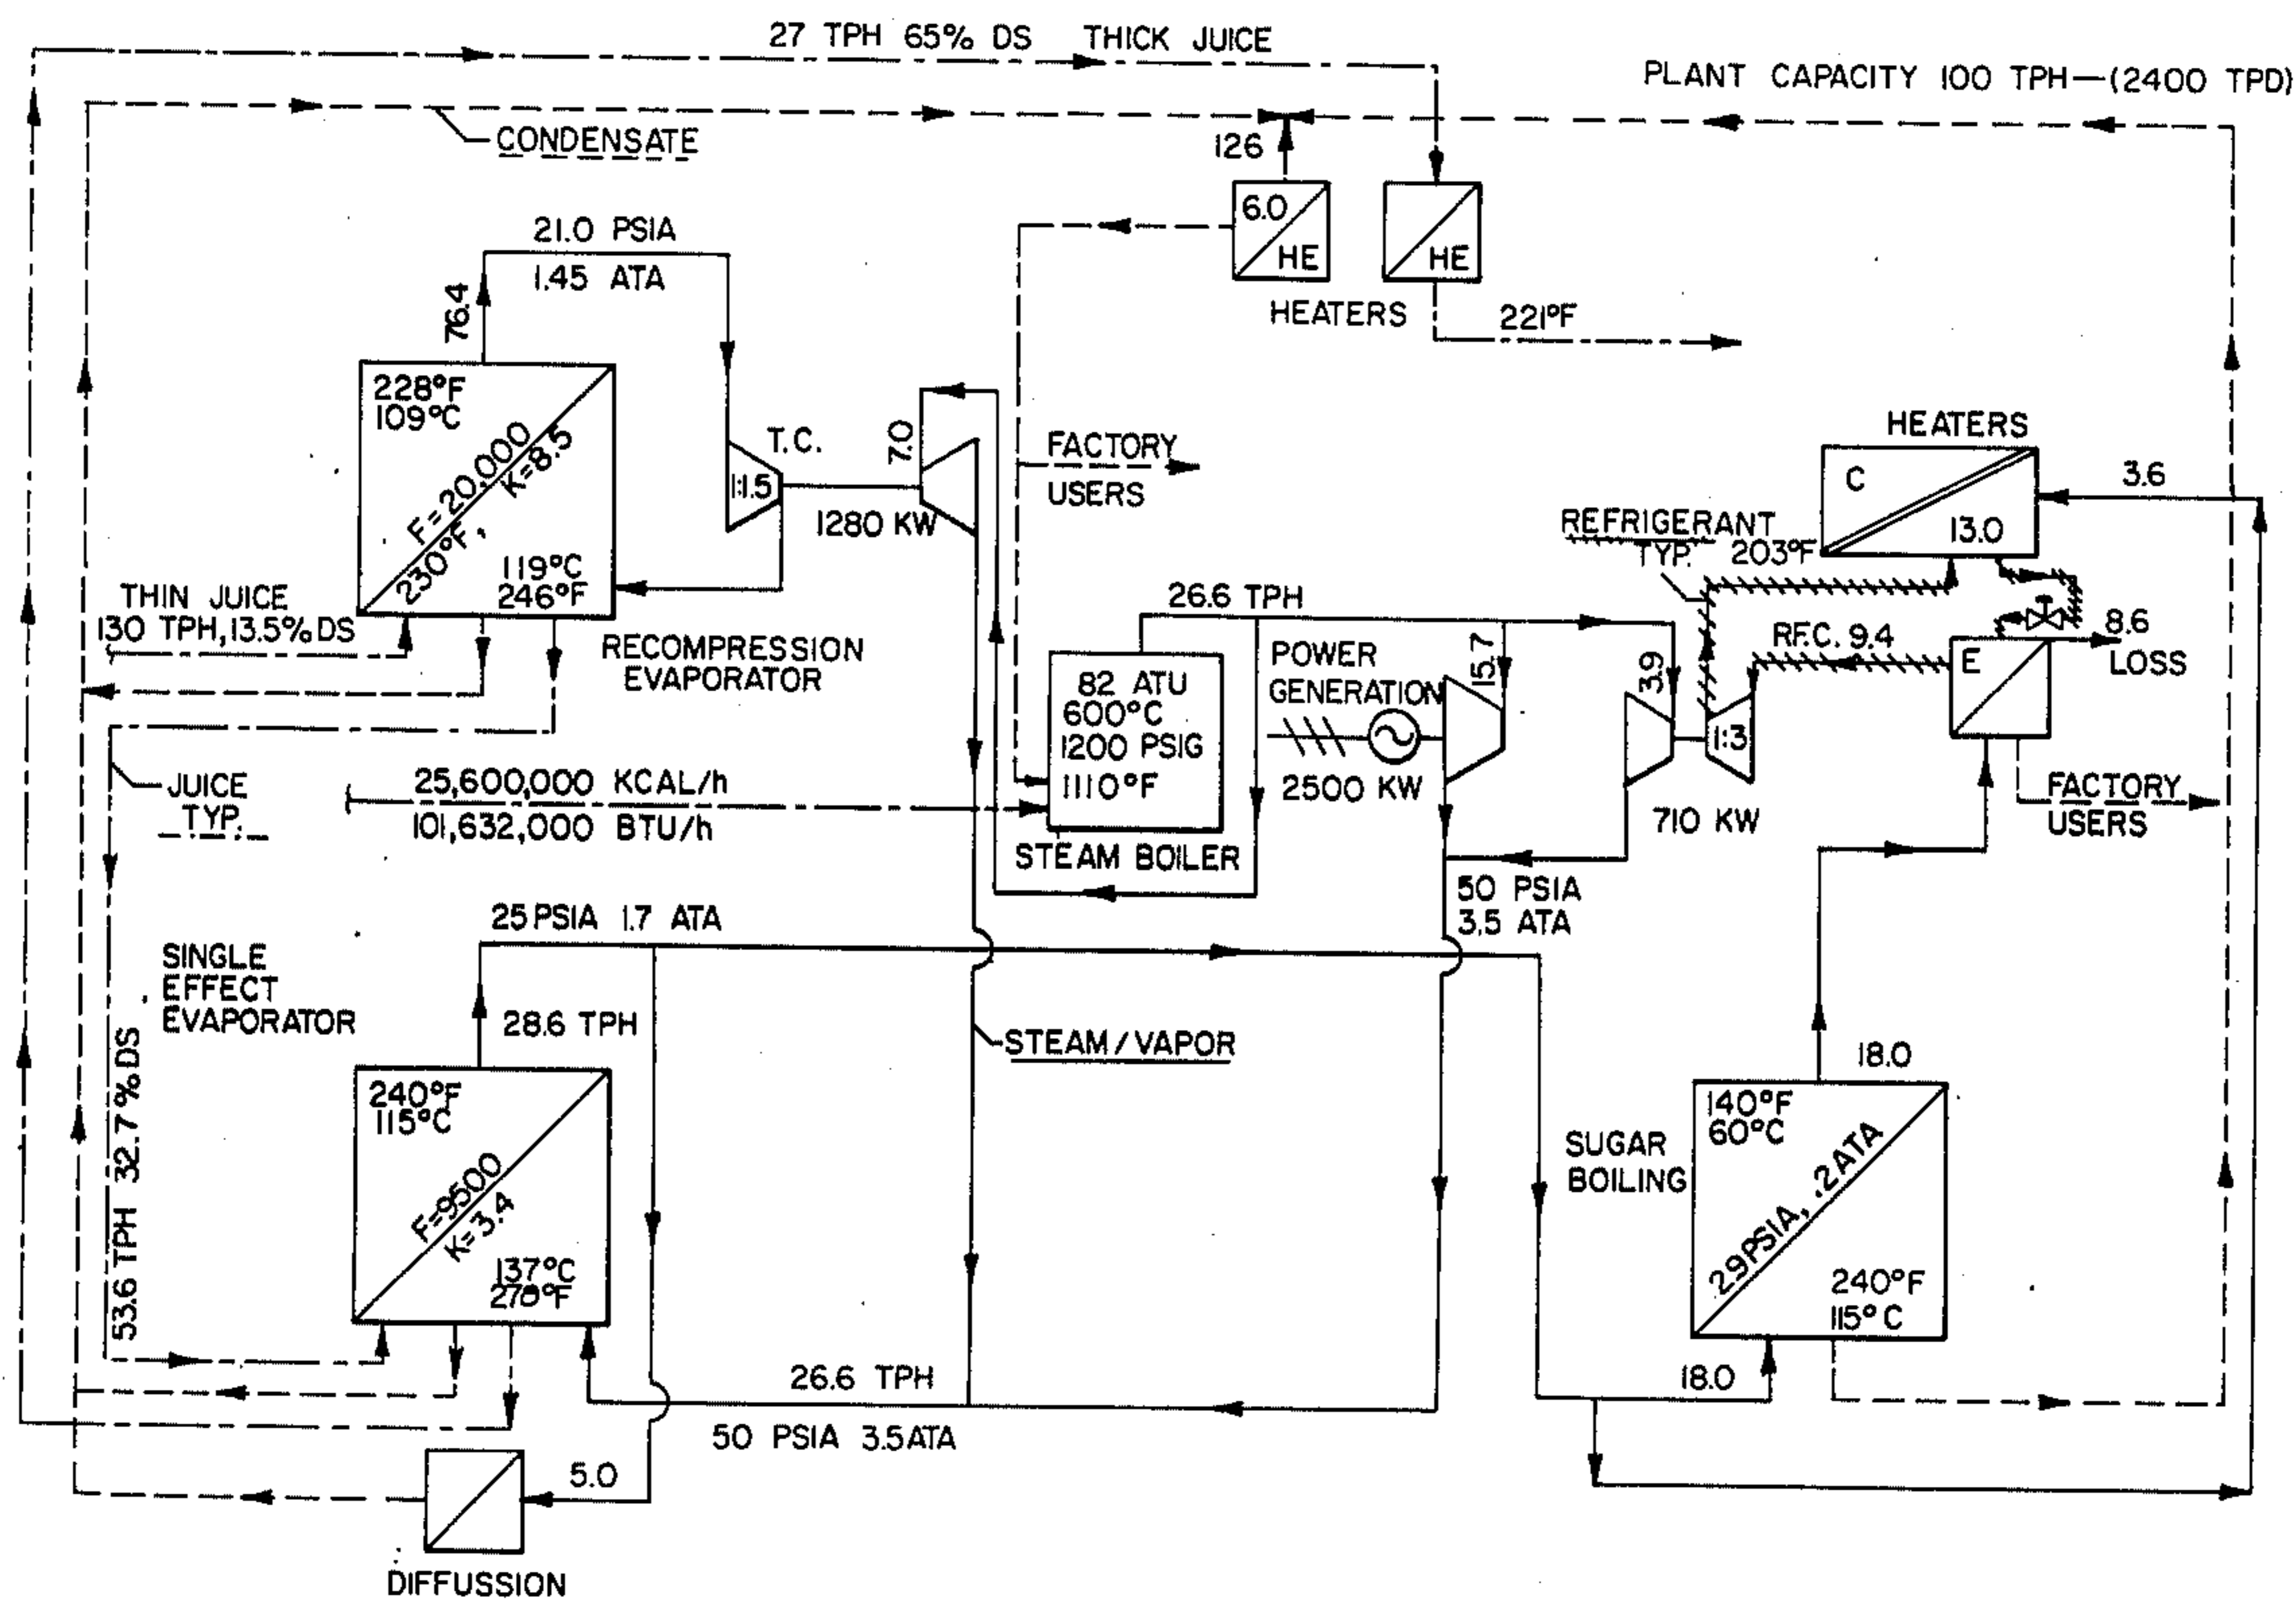 27 TPH 65% DS THICK JUICE
PLANT CAPACITY 100 TPH—(2400 TPD)
CONDENSATE
126
6.0
HE
HE
HEATERS
221°F
21.0 PSIA
1.45 ATA
76.4
228°F
109°C
F=20,000
K=8.5
230°F,
119°C
246°F
T.C.
1:1.5
1280 KW
7.0
FACTORY
USERS
HEATERS
C
13.0
3.6
REFRIGERANT
TYP.
203°F
THIN JUICE
130 TPH, 13.5% DS
RECOMPRESSION
EVAPORATOR
26.6 TPH
82 ATU
600°C
1200 PSIG
1110°F
STEAM BOILER
POWER
GENERATION
15.7
2500 KW
3.9
1:3
710 KW
RF.C. 9.4
E
8.6
LOSS
FACTORY
USERS
JUICE
TYP.
25,600,000 KCAL/h
101,632,000 BTU/h
50 PSIA
3.5 ATA
25 PSIA 1.7 ATA
SINGLE
EFFECT
EVAPORATOR
28.6 TPH
STEAM/VAPOR
53.6 TPH 32.7% DS
240°F
115°C
F=9500
K=3.4
137°C
278°F
18.0
SUGAR
BOILING
140°F
60°C
2.9 PSIA, .2 ATA
240°F
115°C
18.0
26.6 TPH
50 PSIA 3.5 ATA
5.0
DIFFUSSION